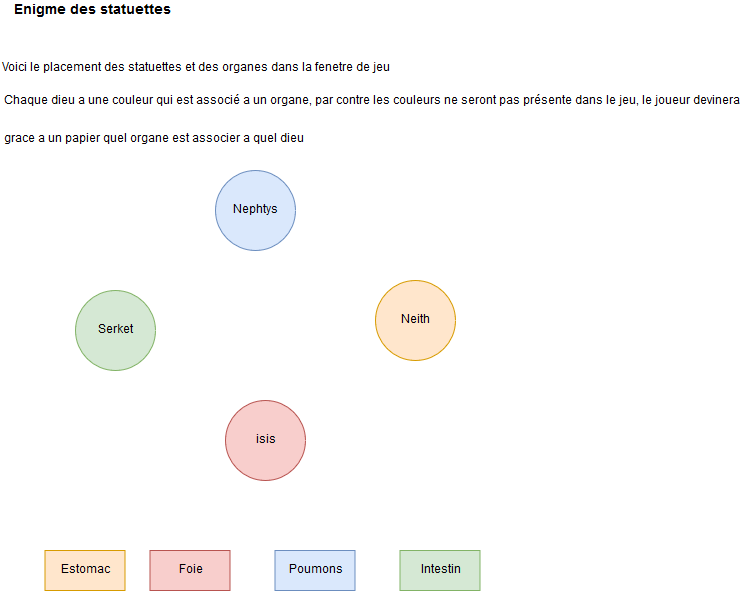 Enigme des statuettes
Voici le placement des statuettes et des organes dans la fenetre de jeu
Chaque dieu a une couleur qui est associé a un organe, par contre les couleurs ne seront pas présente dans le jeu, le joueur devinera
grace a un papier quel organe est associer a quel dieu
Nephtys
Serket
Neith
isis
Estomac
Foie
Poumons
Intestin